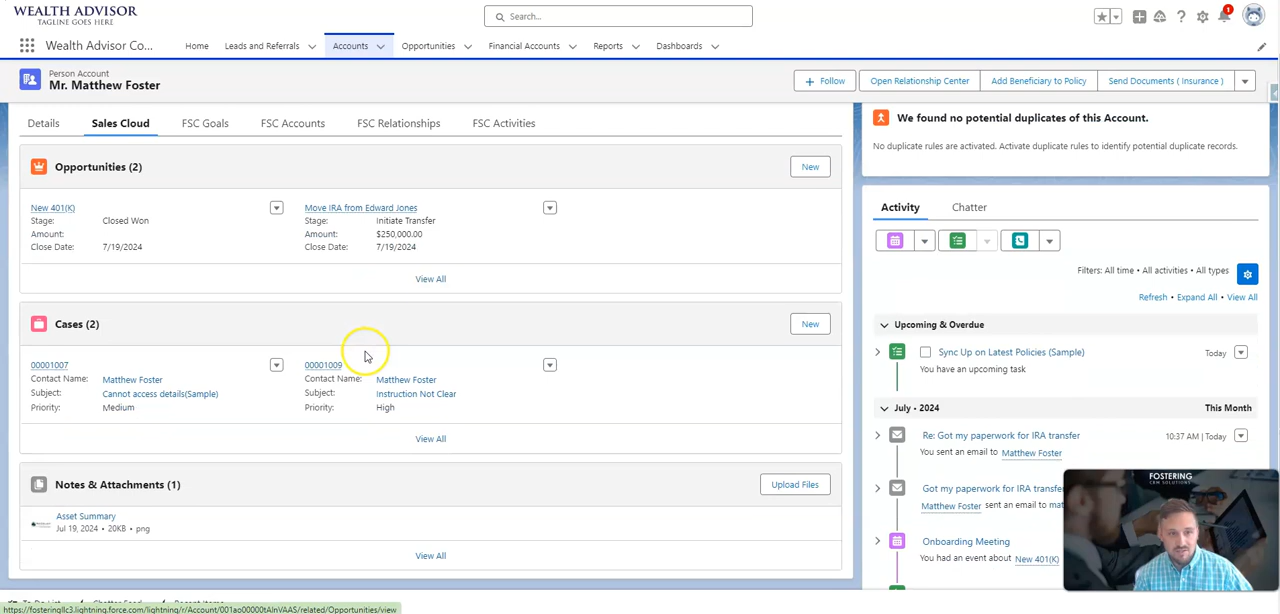 WEALTH ADVISOR
TAGLINE GOES HERE
Search...
1
Wealth Advisor Co...
Home
Leads and Referrals
Accounts
Opportunities
Financial Accounts
Reports
Dashboards
Person Account
Mr. Matthew Foster
+ Follow
Open Relationship Center
Add Beneficiary to Policy
Send Documents ( Insurance )
Details
Sales Cloud
FSC Goals
FSC Accounts
FSC Relationships
FSC Activities
Opportunities (2)
New
New 401(K)
Stage: Closed Won
Amount:
Close Date: 7/19/2024
Move IRA from Edward Jones
Stage: Initiate Transfer
Amount: $250,000.00
Close Date: 7/19/2024
View All
Cases (2)
New
00001007
Contact Name: Matthew Foster
Subject: Cannot access details(Sample)
Priority: Medium
00001009
Contact Name: Matthew Foster
Subject: Instruction Not Clear
Priority: High
View All
Notes & Attachments (1)
Upload Files
Asset Summary
Jul 19, 2024 • 20KB • png
View All
We found no potential duplicates of this Account.
No duplicate rules are activated. Activate duplicate rules to identify potential duplicate records.
Activity
Chatter
Filters: All time • All activities • All types
Refresh • Expand All • View All
Upcoming & Overdue
Sync Up on Latest Policies (Sample)
Today
You have an upcoming task
July • 2024
This Month
Re: Got my paperwork for IRA transfer
10:37 AM | Today
You sent an email to Matthew Foster
Got my paperwork for IRA transfer
Matthew Foster sent an email to
Onboarding Meeting
You had an event about New 401(K)
FOSTERING
CRM SOLUTIONS
https://fosteringllc3.lightning.force.com/lightning/r/Account/001ao00000tAlnVAAS/related/Opportunities/view